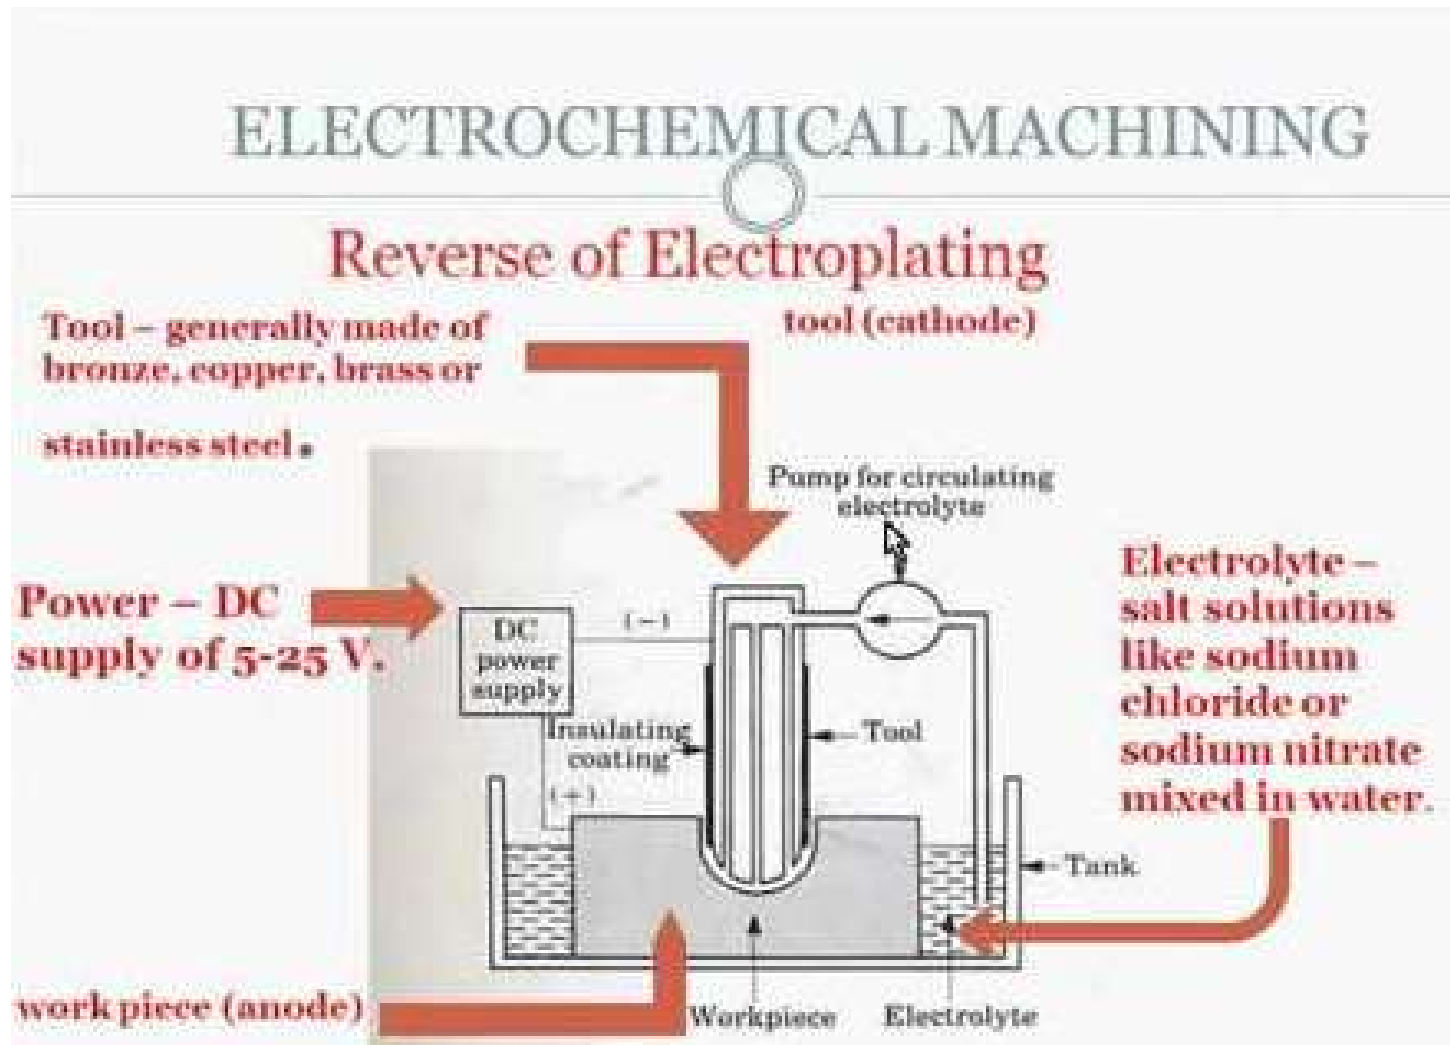 ELECTROCHEMICAL MACHINING
Reverse of Electroplating
Tool – generally made of
bronze, copper, brass or
stainless steel.
tool (cathode)
Pump for circulating
electrolyte
Power – DC
supply of 5-25 V.
DC
power
supply
(−)
Insulating
coating
Tool
(+)
Electrolyte –
salt solutions
like sodium
chloride or
sodium nitrate
mixed in water.
Tank
work piece (anode)
Workpiece
Electrolyte